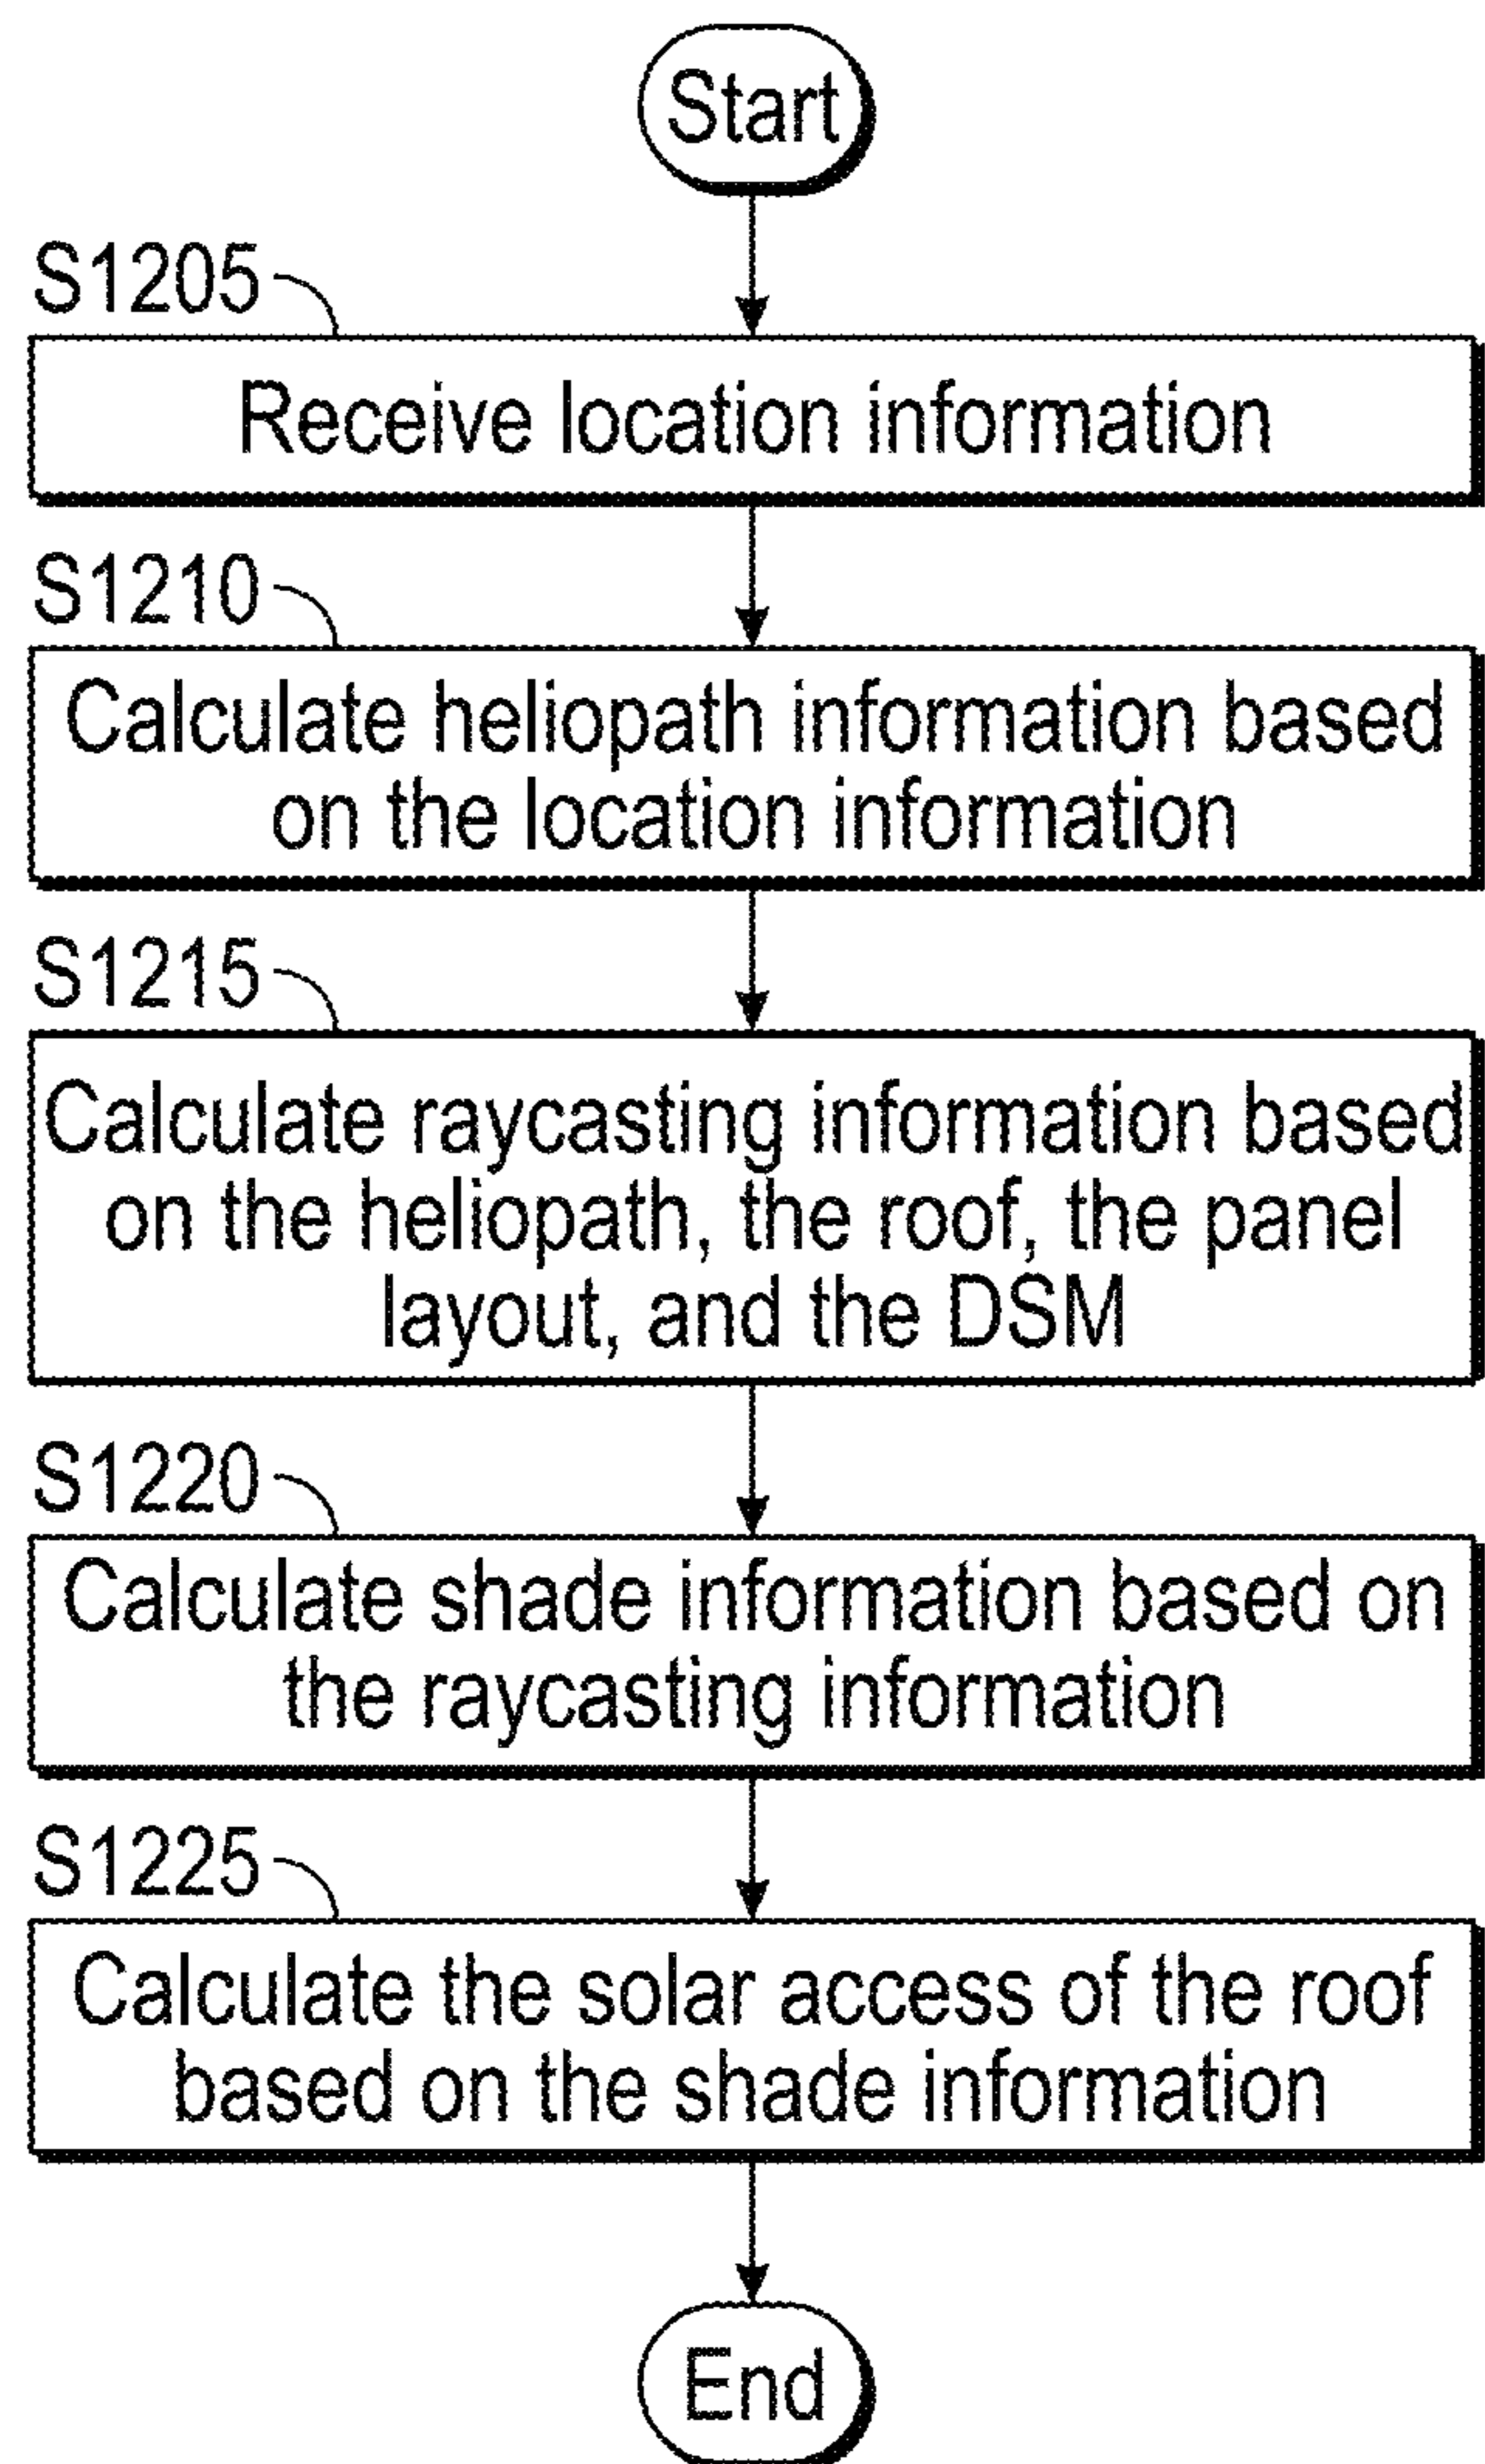 Start
S1205
Receive location information
S1210
Calculate heliopath information based
on the location information
S1215
Calculate raycasting information based
on the heliopath, the roof, the panel
layout, and the DSM
S1220
Calculate shade information based on
the raycasting information
S1225
Calculate the solar access of the roof
based on the shade information
End